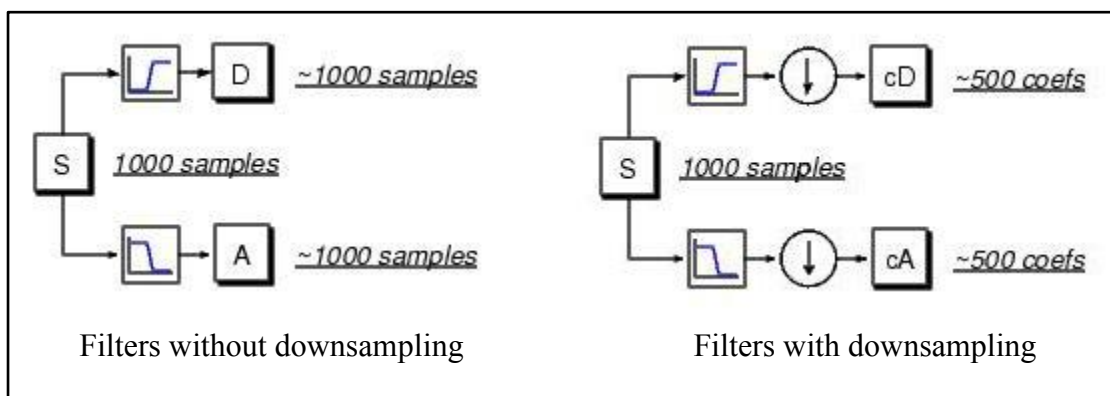 D
~1000 samples
S
1000 samples
A
~1000 samples
Filters without downsampling
cD
~500 coefs
S
1000 samples
cA
~500 coefs
Filters with downsampling